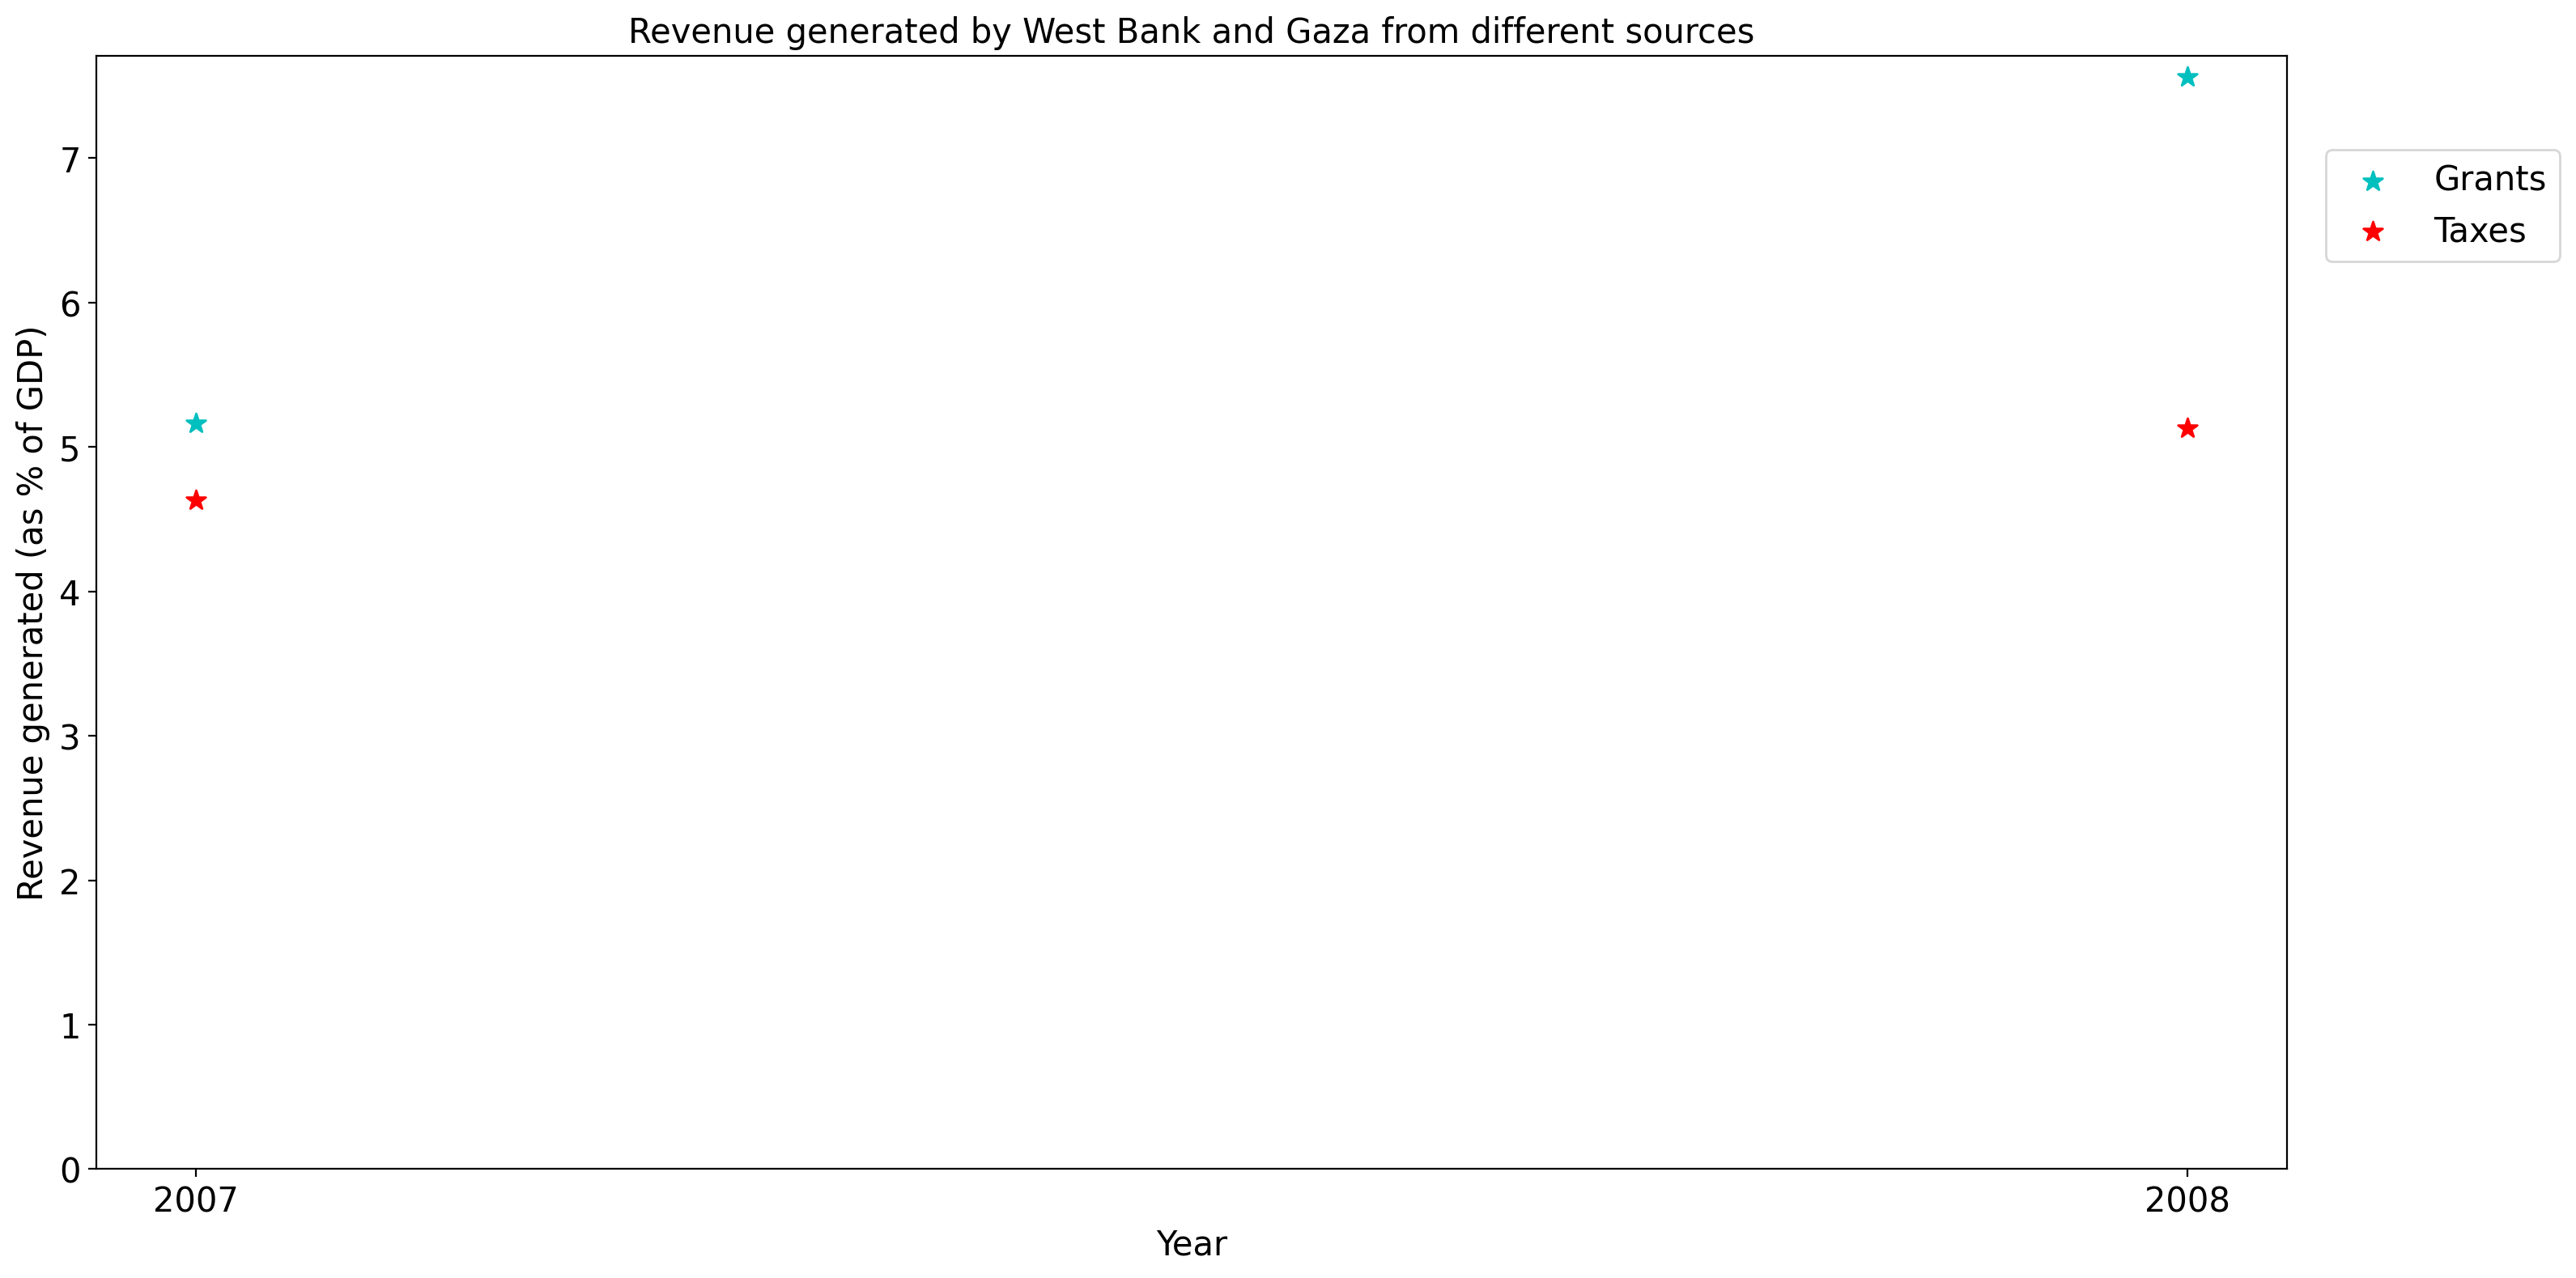 Revenue generated by West Bank and Gaza from different sources
Revenue generated (as % of GDP)
7
6
5
4
3
2
1
0
2007
2008
Year
Grants
Taxes